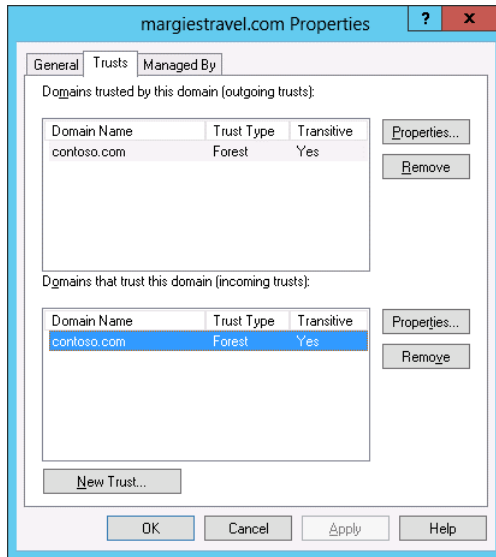 margiestravel.com Properties ? x
General Trusts Managed By
Domains trusted by this domain (outgoing trusts):
Domain Name Trust Type Transitive Properties...
contoso.com Forest Yes
Remove
Domains that trust this domain (incoming trusts):
Domain Name Trust Type Transitive Properties...
contoso.com Forest Yes
Remove
New Trust...
OK Cancel Apply Help